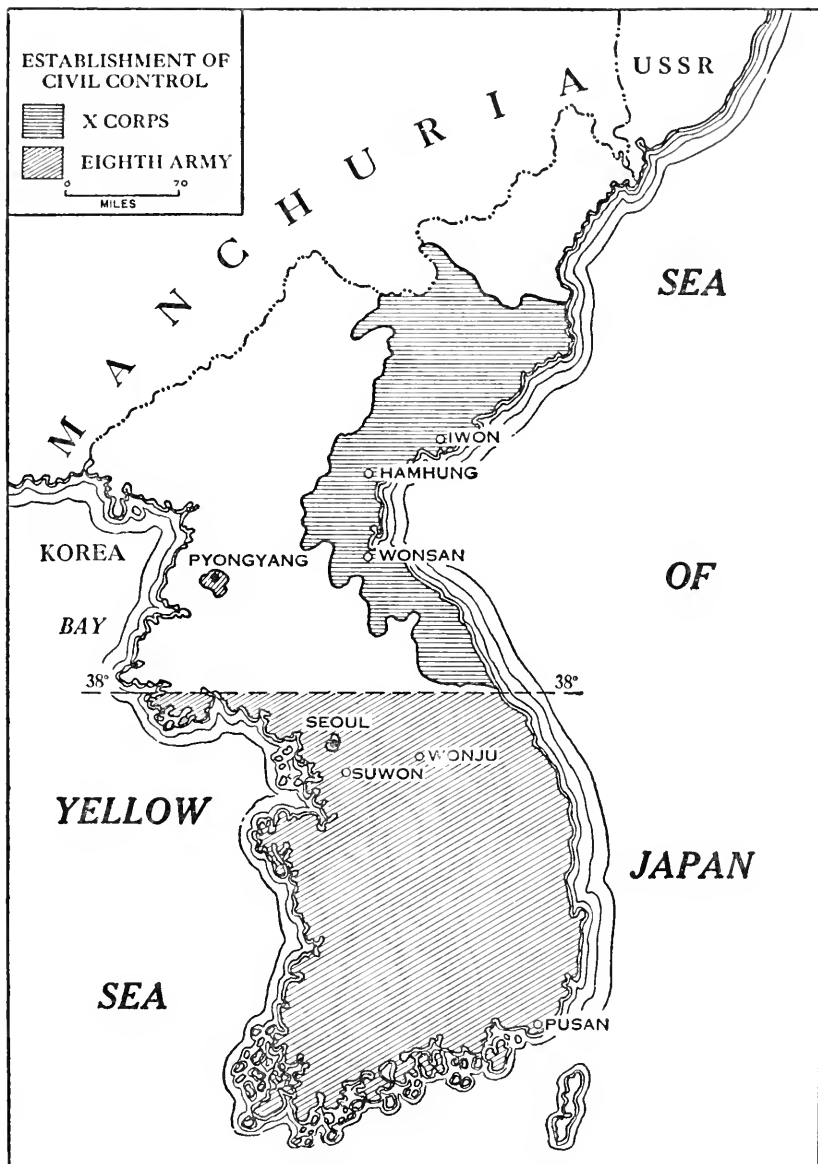 ESTABLISHMENT OF
CIVIL CONTROL
X CORPS
EIGHTH ARMY
0 70
MILES
USSR
MANCHURIA
SEA
IWON
HAMHUNG
KOREA
PYONGYANG
WONSAN
OF
BAY
38° 38°
SEOUL
WONJU
SUWON
YELLOW
JAPAN
SEA
PUSAN